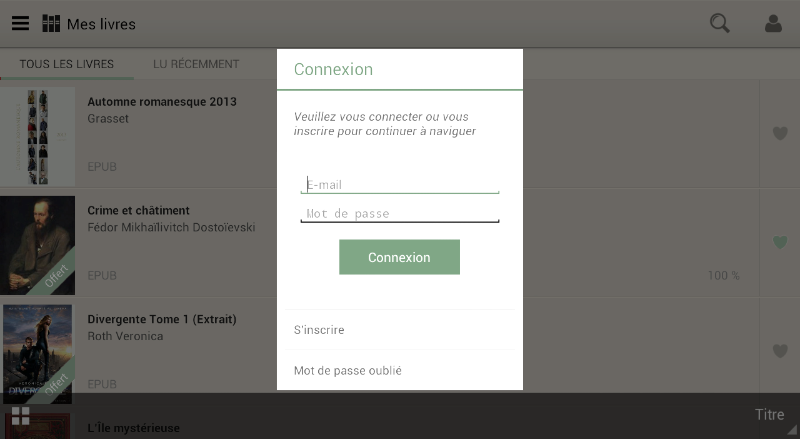 Mes livres
TOUS LES LIVRES
LU RÉCEMMENT
Automne romanesque 2013
Grasset
EPUB
Crime et châtiment
Fédor Mikhaïlivitch Dostoïevski
EPUB
Offert
100 %
Divergente Tome 1 (Extrait)
Roth Veronica
EPUB
Offert
L'Île mystérieuse
Connexion
Veuillez vous connecter ou vous
inscrire pour continuer à naviguer
E-mail
Mot de passe
Connexion
S'inscrire
Mot de passe oublié
Titre